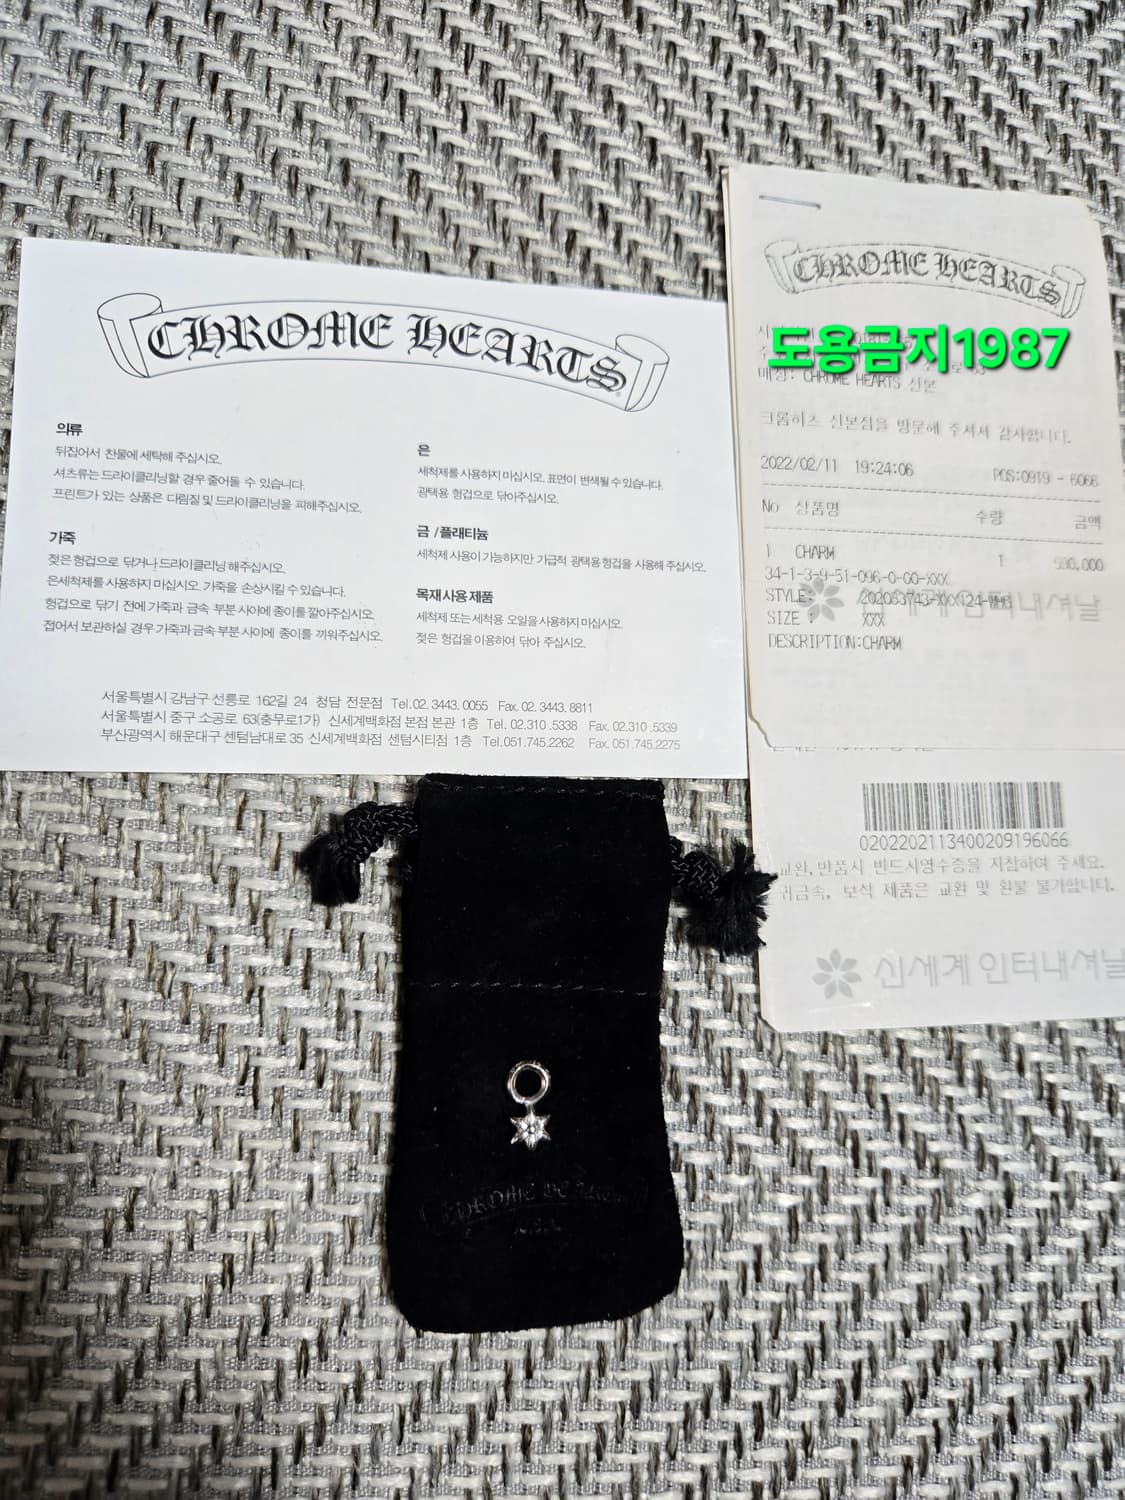 CHROME HEARTS
의류
뒤집어서 찬물에 세탁해 주십시오.
셔츠류는 드라이클리닝할 경우 줄어들 수 있습니다.
프린트가 있는 상품은 다림질 및 드라이클리닝을 피해주십시오.
가죽
젖은 헝겁으로 닦거나 드라이클리닝 해주십시오.
은세척제를 사용하지 마십시오. 가죽을 손상시킬 수 있습니다.
헝겁으로 닦기 전에 가죽과 금속 부분 사이에 종이를 깔아주십시오.
접어서 보관하실 경우 가죽과 금속 부분 사이에 종이를 끼워주십시오.
은
세척제를 사용하지 마십시오. 표면이 변색될 수 있습니다.
광택용 헝겁으로 닦아주십시오.
금 / 플래티늄
세척제 사용이 가능하지만 가급적 광택용 헝겁을 사용해 주십시오.
목재 사용 제품
세척제 또는 세척용 오일을 사용하지 마십시오.
젖은 헝겁을 이용하여 닦아 주십시오.
서울특별시 강남구 선릉로 162길 24 청담 전문점 Tel.02. 3443. 0055 Fax. 02. 3443. 8811
서울특별시 중구 소공로 63(충무로1가) 신세계백화점 본점 본관 1층 Tel. 02.310 .5338 Fax. 02.310 .5339
부산광역시 해운대구 센텀남대로 35 신세계백화점 센텀시티점 1층 Tel.051.745.2262 Fax. 051.745.2275
CHROME HEARTS
도용금지1987
매장: CHROME HEARTS 신본
크롬하츠 신본점을 방문해 주셔서 감사합니다.
2022/02/11 19:24:06 POS:0919 - 6066
No 상품명 수량 금액
1 CHARM 1
34-1-3-9-51-096-0-00-XXX
STYLE:
SIZE : XXX
DESCRIPTION:CHARM
신세계인터내셔날
0202202113400209196066
교환, 반품시 반드시영수증을 지참하여 주세요.
귀금속, 보석 제품은 교환 및 환불 불가합니다.
신세계인터내셔날
CHROME HEARTS